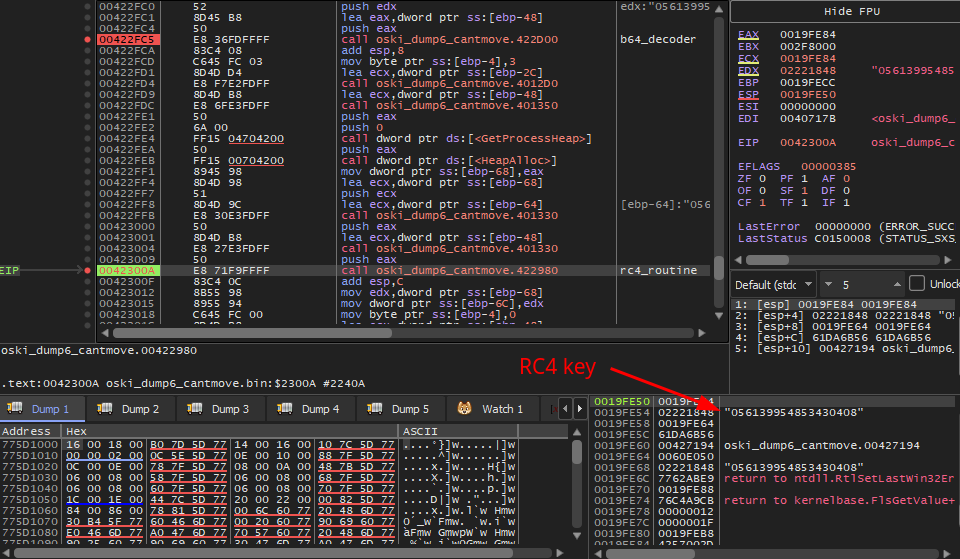 00422FC0 52 push edx edx:"05613995
00422FC1 8D45 B8 lea eax,dword ptr ss:[ebp-48]
00422FC4 50 push eax
00422FC5 E8 36FDFFFF call oski_dump6_cantmove.422D00 b64_decoder
00422FCA 83C4 08 add esp,8
00422FCD C645 FC 03 mov byte ptr ss:[ebp-4],3
00422FD1 8D4D D4 lea ecx,dword ptr ss:[ebp-2C]
00422FD4 E8 F7E2FDFF call oski_dump6_cantmove.4012D0
00422FD9 8D4D B8 lea ecx,dword ptr ss:[ebp-48]
00422FDC E8 6FE3FDFF call oski_dump6_cantmove.401350
00422FE1 50 push eax
00422FE2 6A 00 push 0
00422FE4 FF15 04704200 call dword ptr ds:[<GetProcessHeap>]
00422FEA 50 push eax
00422FEB FF15 00704200 call dword ptr ds:[<HeapAlloc>]
00422FF1 8945 98 mov dword ptr ss:[ebp-68],eax
00422FF4 8D4D 98 lea ecx,dword ptr ss:[ebp-68]
00422FF7 51 push ecx
00422FF8 8D4D 9C lea ecx,dword ptr ss:[ebp-64] [ebp-64]:"056
00422FFB E8 30E3FDFF call oski_dump6_cantmove.401330
00423000 50 push eax
00423001 8D4D B8 lea ecx,dword ptr ss:[ebp-48]
00423004 E8 27E3FDFF call oski_dump6_cantmove.401330
00423009 50 push eax
EIP 0042300A E8 71F9FFFF call oski_dump6_cantmove.422980 rc4_routine
0042300F 83C4 0C add esp,C
00423012 8B55 98 mov edx,dword ptr ss:[ebp-68]
00423015 8955 94 mov dword ptr ss:[ebp-6C],edx
00423018 C645 FC 00 mov byte ptr ss:[ebp-4],0
Hide FPU
EAX 0019FE84
EBX 002F8000
ECX 0019FE84
EDX 02221848 "05613995485
EBP 0019FECC
ESP 0019FE50
ESI 00000000
EDI 0040717B <oski_dump6_
EIP 0042300A oski_dump6_c
EFLAGS 00000385
ZF 0 PF 1 AF 0
OF 0 SF 1 DF 0
CF 1 TF 1 IF 1
LastError 00000000 (ERROR_SUCC
LastStatus C0150008 (STATUS_SXS
Default (stdc 5 Unlock
1: [esp] 0019FE84 0019FE84
2: [esp+4] 02221848 02221848 "05
3: [esp+8] 0019FE64 0019FE64
4: [esp+C] 61DA6B56 61DA6B56
5: [esp+10] 00427194 oski_dump6_
oski_dump6_cantmove.00422980
.text:0042300A oski_dump6_cantmove.bin:$2300A #2240A
RC4 key
Dump 1 Dump 2 Dump 3 Dump 4 Dump 5 Watch 1
Address Hex ASCII
775D1000 16 00 18 00 B0 7D 5D 77 14 00 16 00 10 7C 5D 77
775D1010 00 00 02 00 0C 5E 5D 77 0E 00 10 00 88 7F 5D 77
775D1020 0C 00 0E 00 78 7F 5D 77 08 00 0A 00 48 7B 5D 77
775D1030 06 00 08 00 58 7F 5D 77 06 00 08 00 68 7F 5D 77
775D1040 06 00 08 00 60 7F 5D 77 06 00 08 00 70 7F 5D 77
775D1050 1C 00 1E 00 44 7C 5D 77 20 00 22 00 00 82 5D 77
775D1060 84 00 86 00 78 81 5D 77 00 6C 60 77 20 48 6D 77
775D1070 30 B4 5F 77 60 46 6D 77 00 20 60 77 90 69 60 77
775D1080 E0 46 6D 77 A0 47 6D 77 70 57 60 77 20 48 6D 77
0019FE50
0019FE54 02221848 "056139954853430408"
0019FE58 0019FE64
0019FE5C 61DA6B56
0019FE60 00427194 oski_dump6_cantmove.00427194
0019FE64 0060E050
0019FE68 02221848 "056139954853430408"
0019FE6C 7762ABE9 return to ntdll.RtlSetLastWin32Er
0019FE70 0019FE88
0019FE74 76C4A9CB return to kernelbase.FlsGetValue+
0019FE78 00000012
0019FE7C 0000001F
0019FE80 0019FEB8